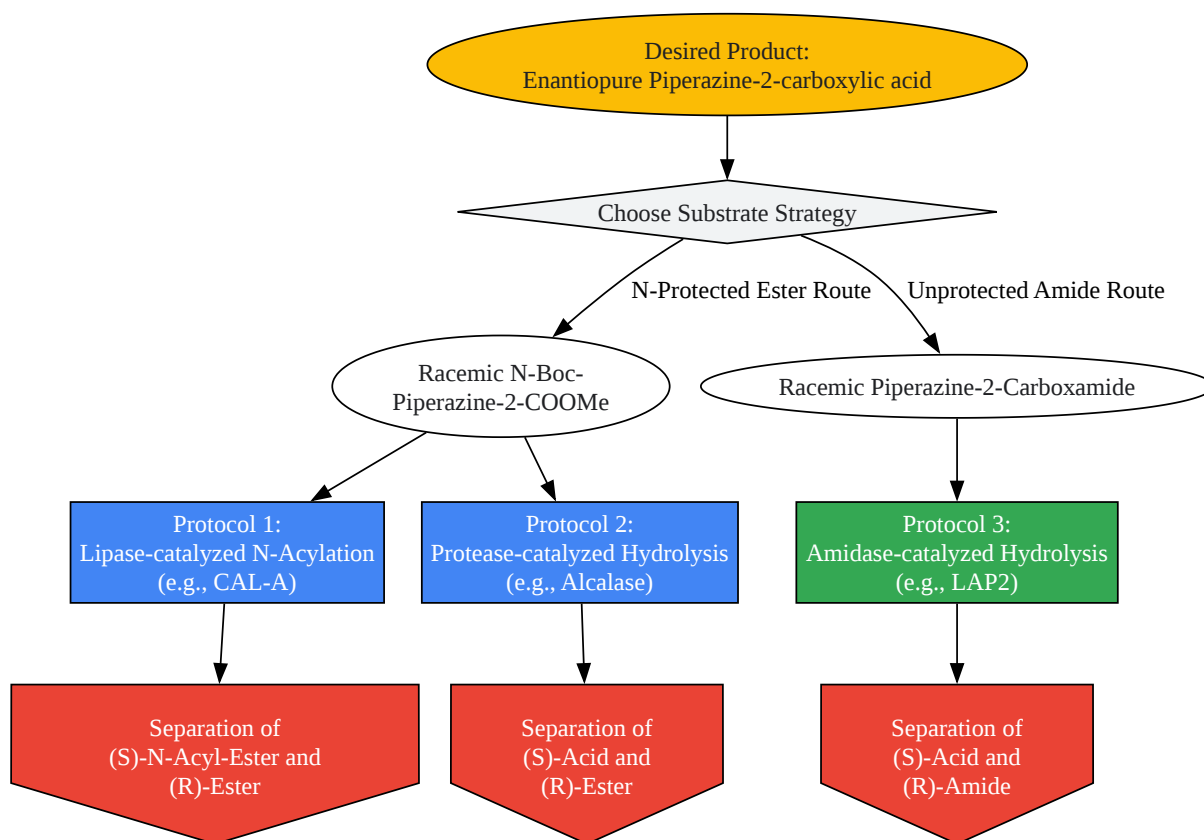 Desired Product:
Enantiopure Piperazine-2-carboxylic acid
Choose Substrate Strategy
N-Protected Ester Route
Unprotected Amide Route
Racemic N-Boc-
Piperazine-2-COOMe
Racemic Piperazine-2-Carboxamide
Protocol 1:
Lipase-catalyzed N-Acylation
(e.g., CAL-A)
Protocol 2:
Protease-catalyzed Hydrolysis
(e.g., Alcalase)
Protocol 3:
Amidase-catalyzed Hydrolysis
(e.g., LAP2)
Separation of
(S)-N-Acyl-Ester and
(R)-Ester
Separation of
(S)-Acid and
(R)-Ester
Separation of
(S)-Acid and
(R)-Amide